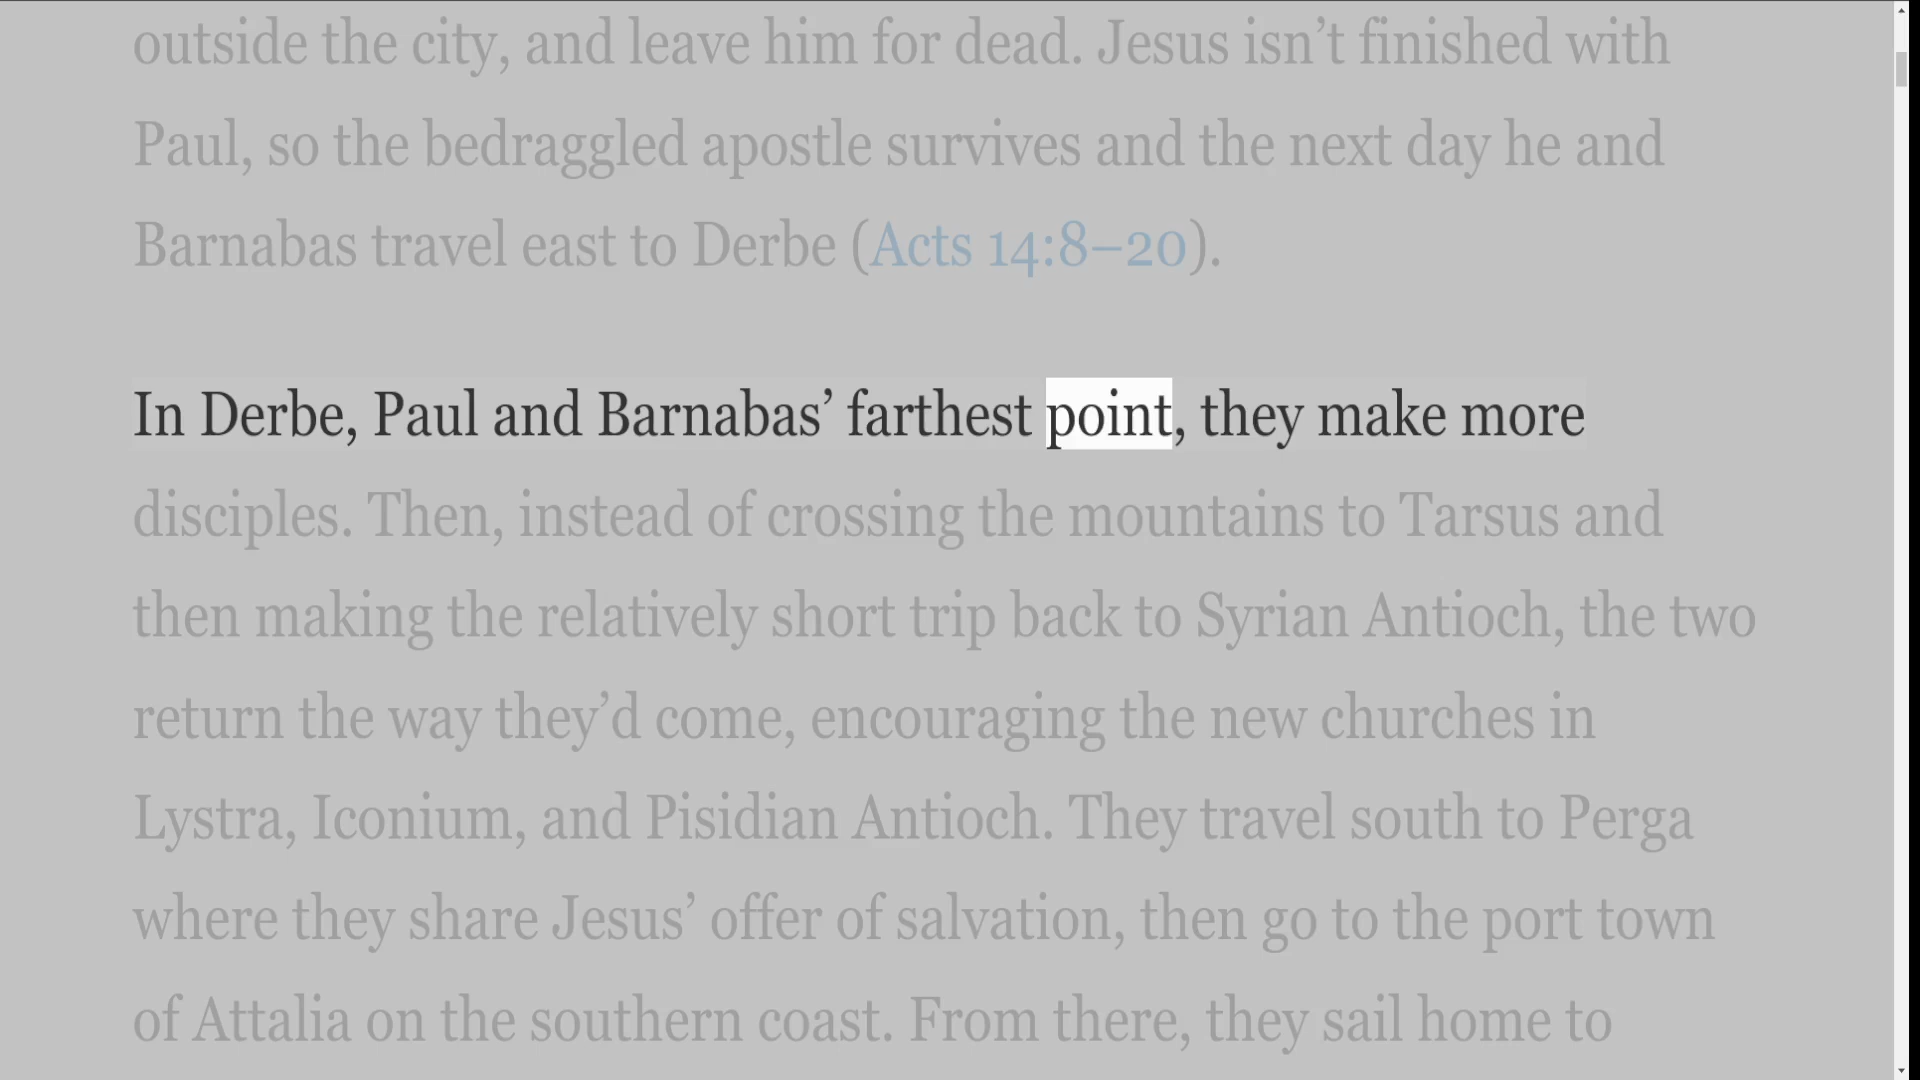 outside the city, and leave him for dead. Jesus isn’t finished with
Paul, so the bedraggled apostle survives and the next day he and
Barnabas travel east to Derbe (Acts 14:8–20).
In Derbe, Paul and Barnabas’ farthest point, they make more
disciples. Then, instead of crossing the mountains to Tarsus and
then making the relatively short trip back to Syrian Antioch, the two
return the way they’d come, encouraging the new churches in
Lystra, Iconium, and Pisidian Antioch. They travel south to Perga
where they share Jesus’ offer of salvation, then go to the port town
of Attalia on the southern coast. From there, they sail home to